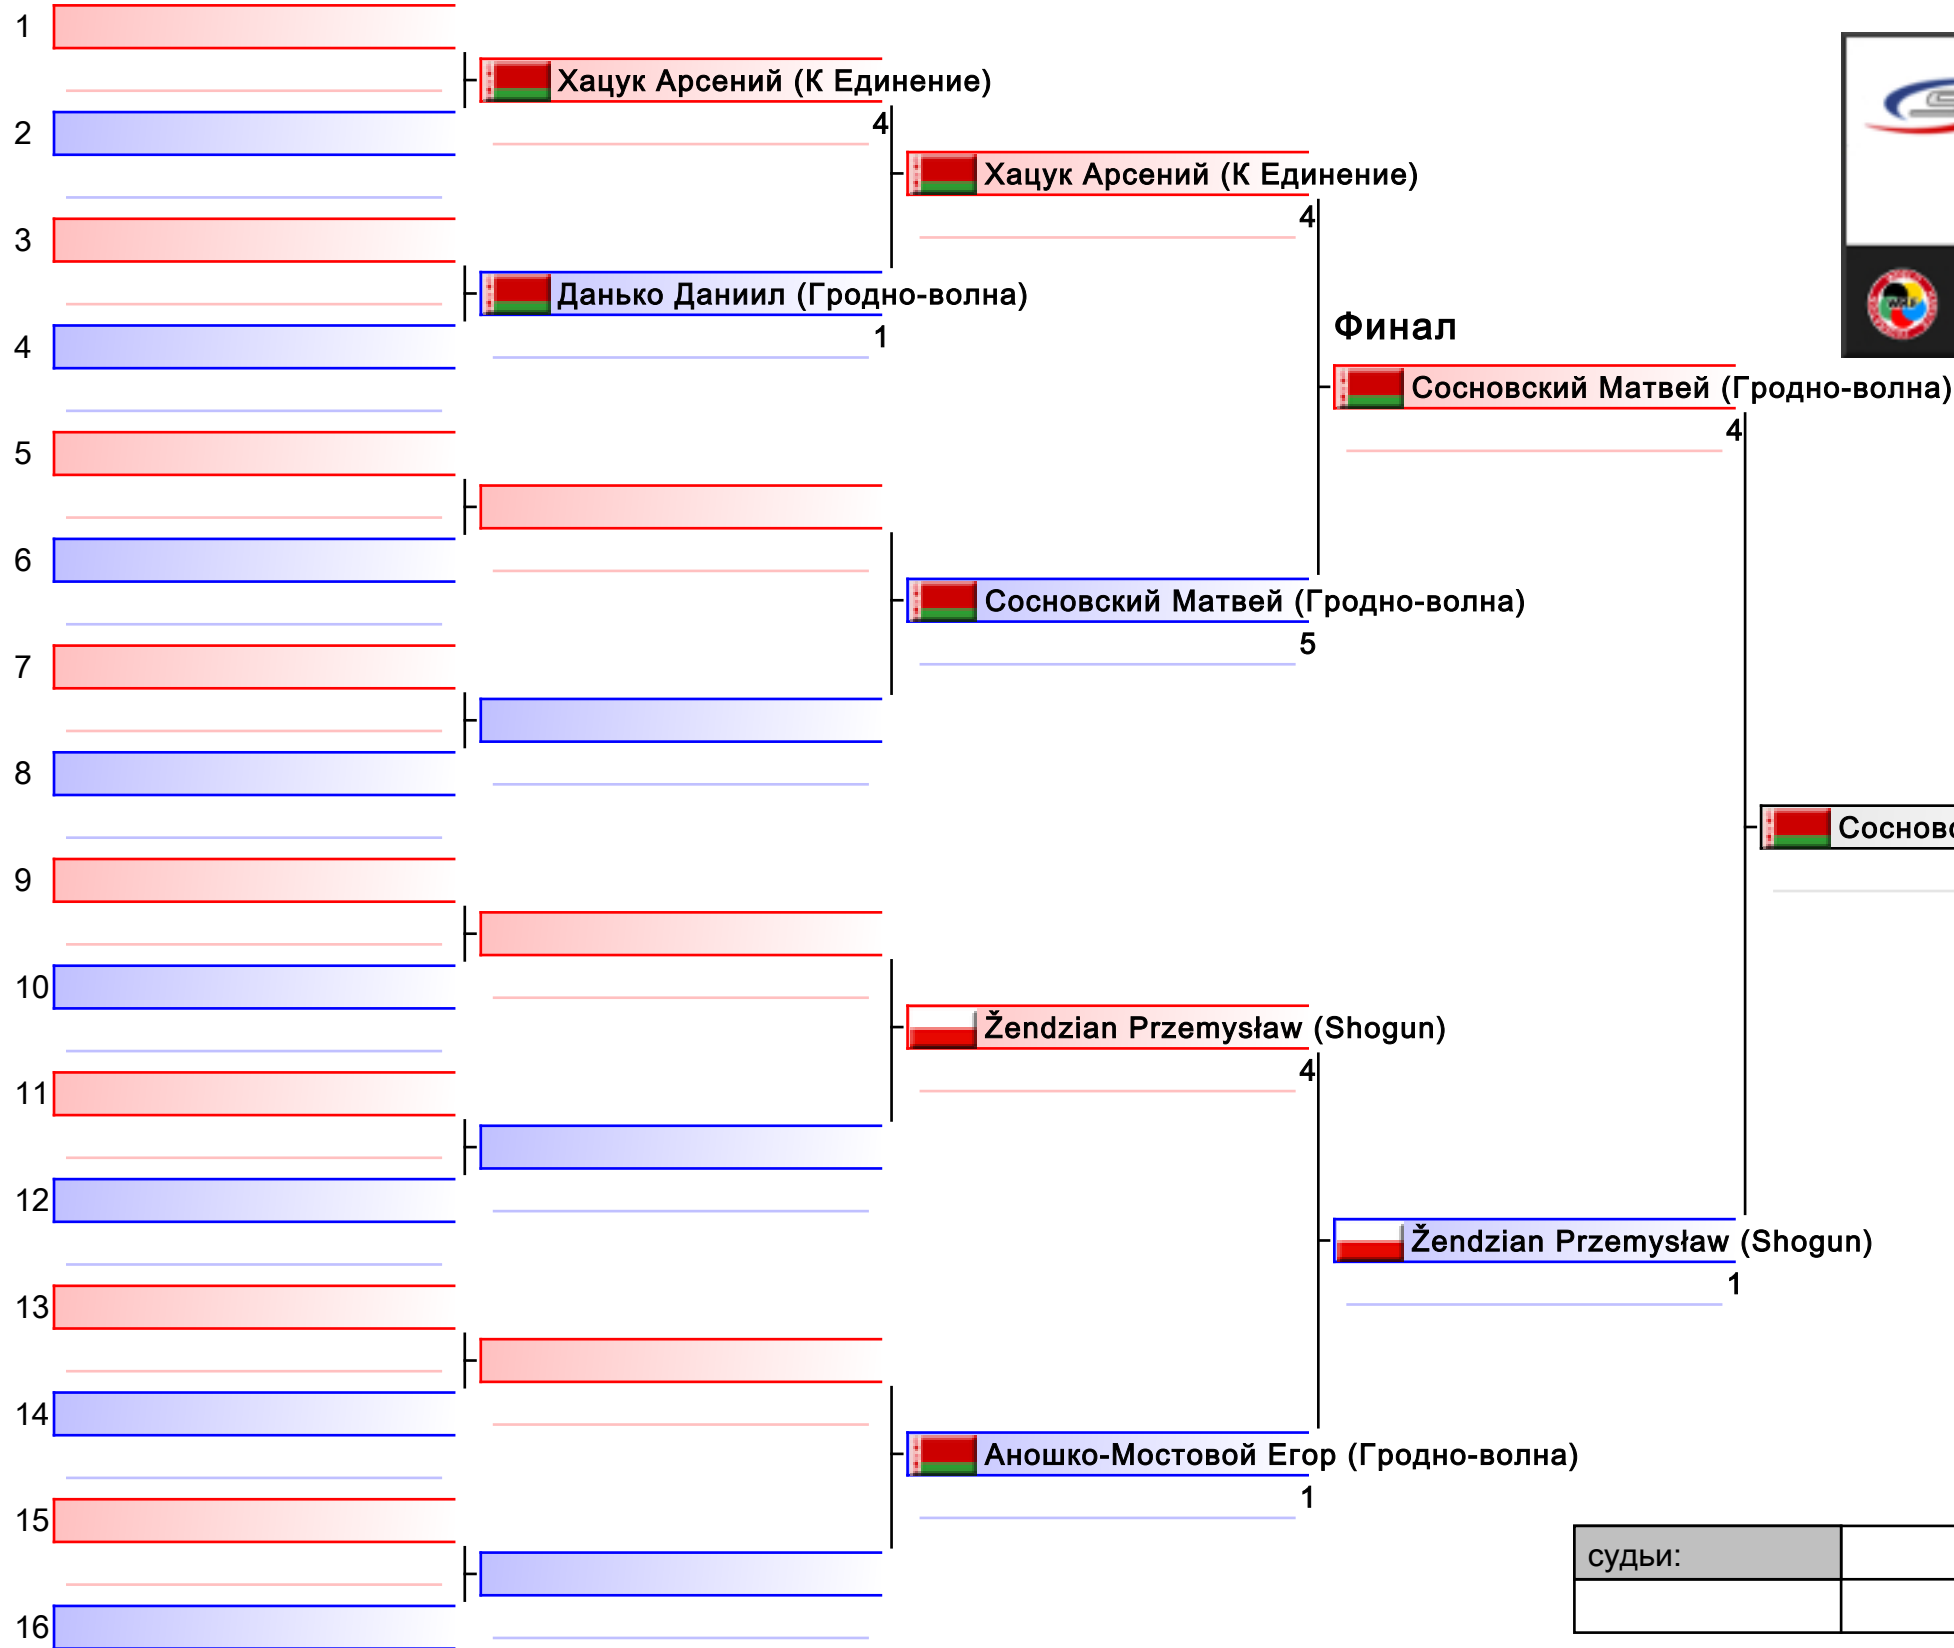 1
Хацук Арсений (К Единение)
4
2
Хацук Арсений (К Единение)
4
3
Данько Даниил (Гродно-волна)
1
4
Финал
Сосновский Матвей (Гродно-волна)
4
5
6
Сосновский Матвей (Гродно-волна)
5
7
8
9
10
Žendzian Przemysław (Shogun)
4
11
12
Žendzian Przemysław (Shogun)
1
13
14
Аношко-Мостовой Егор (Гродно-волна)
1
15
судьи:
16